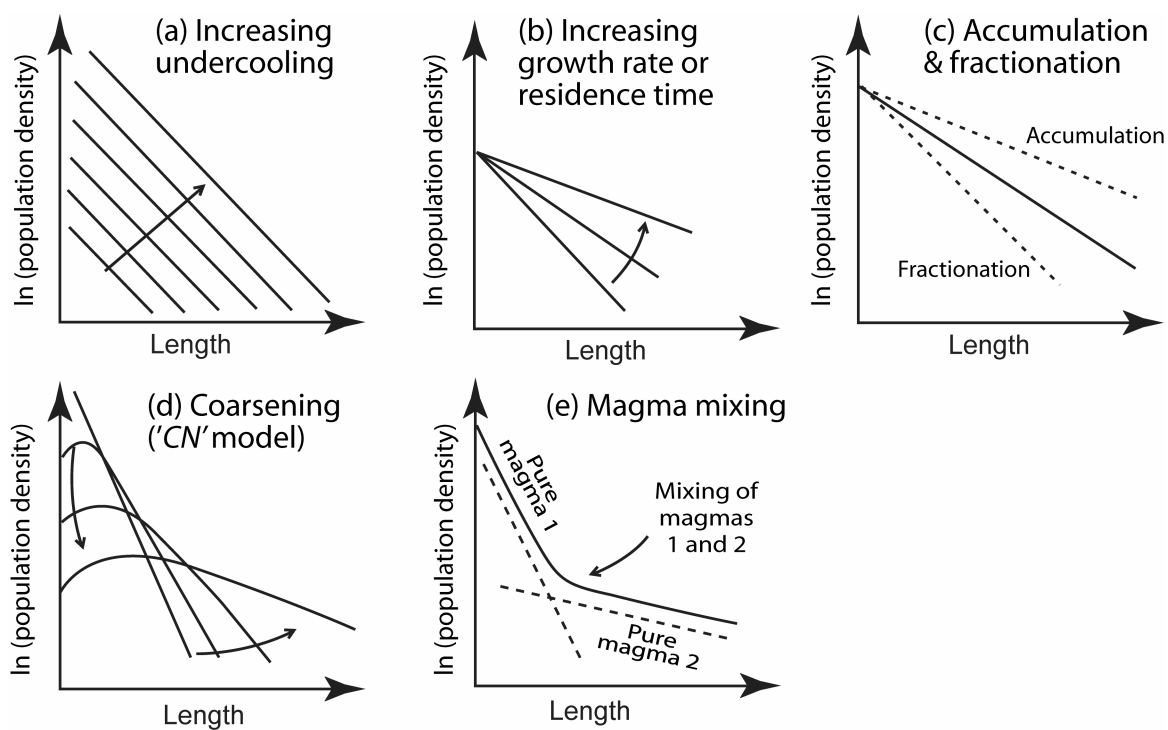 (a) Increasing
undercooling
ln (population density)
Length
(b) Increasing
growth rate or
residence time
ln (population density)
Length
(c) Accumulation
& fractionation
ln (population density)
Accumulation
Fractionation
Length
(d) Coarsening
('CN' model)
ln (population density)
Length
(e) Magma mixing
ln (population density)
Pure
magma 1
Mixing of
magmas
1 and 2
Pure
magma 2
Length